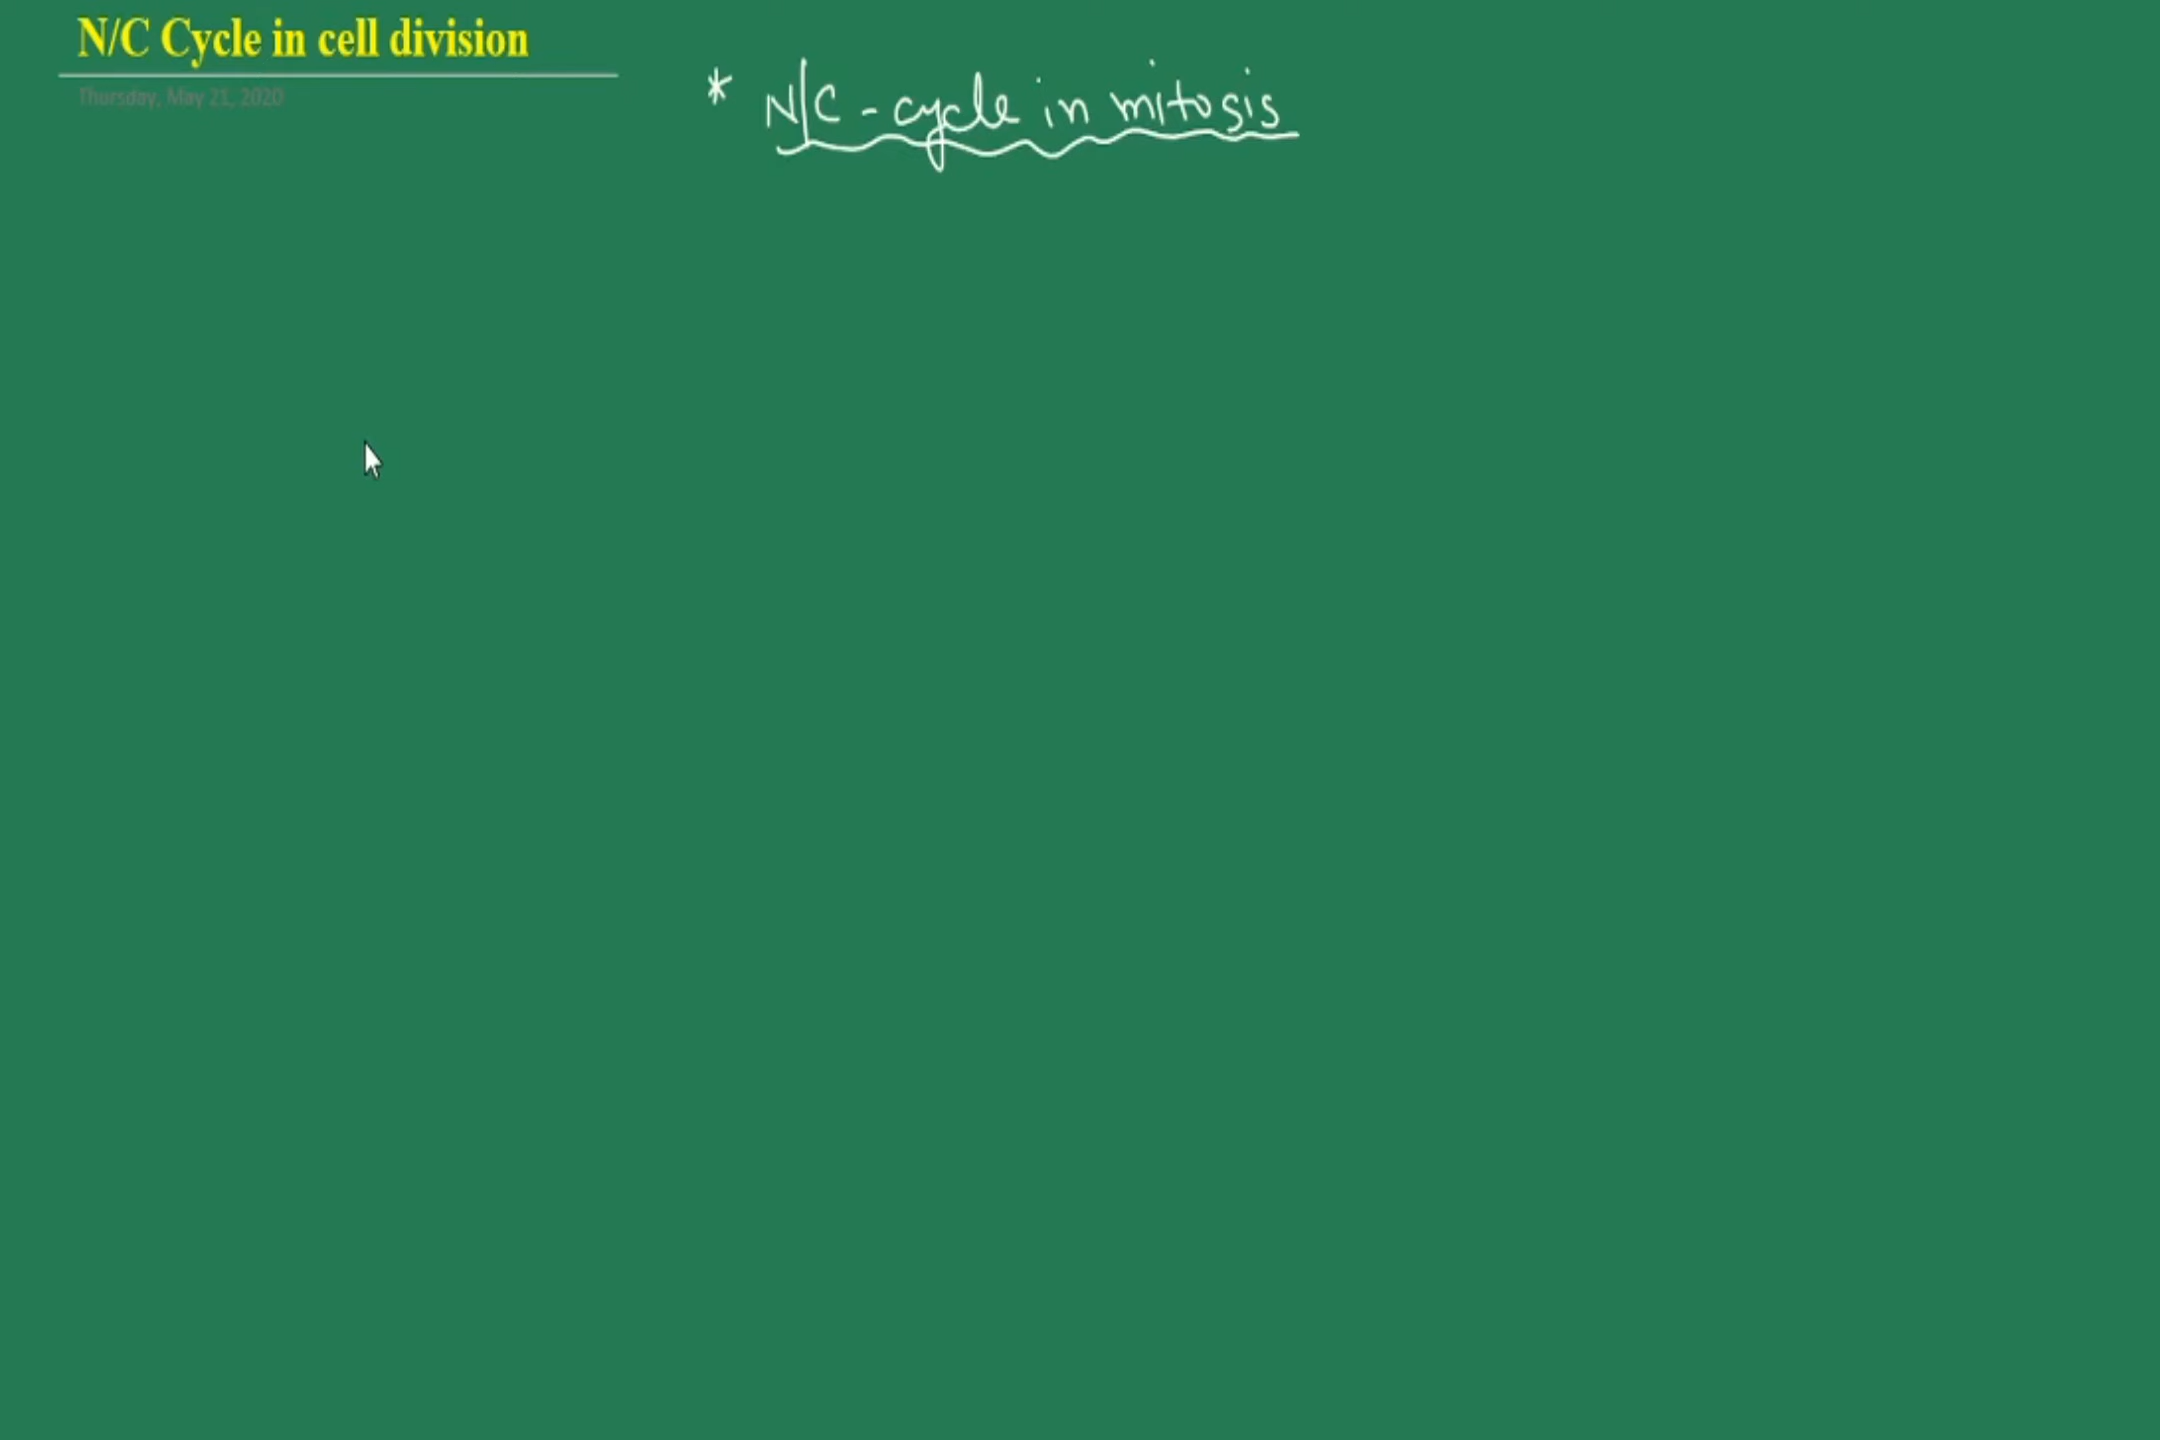 N/C Cycle in cell division
Thursday, May 21, 2020
* N/C - cycle in mitosis